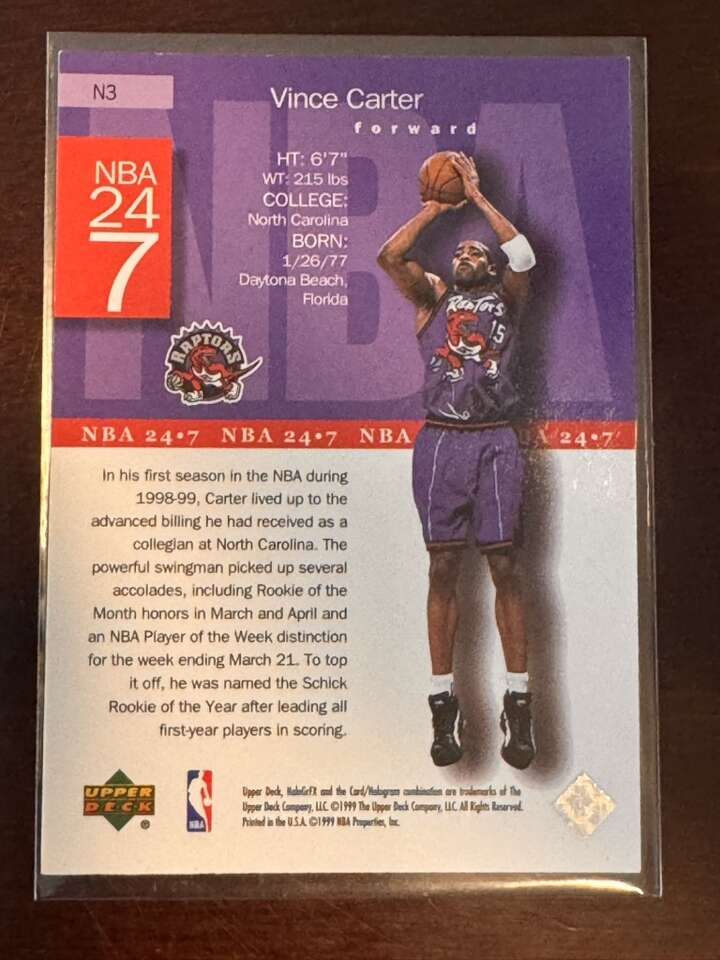 N3
Vince Carter
forward
NBA
24
7
HT: 6'7"
WT: 215 lbs
COLLEGE:
North Carolina
BORN:
1/26/77
Daytona Beach,
Florida
RAPTORS
RAPTORS
15
NBA
NBA 24•7 NBA 24•7 NBA 24•7
In his first season in the NBA during
1998-99, Carter lived up to the
advanced billing he had received as a
collegian at North Carolina. The
powerful swingman picked up several
accolades, including Rookie of the
Month honors in March and April and
an NBA Player of the Week distinction
for the week ending March 21. To top
it off, he was named the Schick
Rookie of the Year after leading all
first-year players in scoring.
UPPER
DECK
®
NBA
Upper Deck, HoloGrFX and the Card/Hologram combination are trademarks of The
Upper Deck Company, LLC. ©1999 The Upper Deck Company, LLC. All Rights Reserved.
Printed in the U.S.A. ©1999 NBA Properties, Inc.